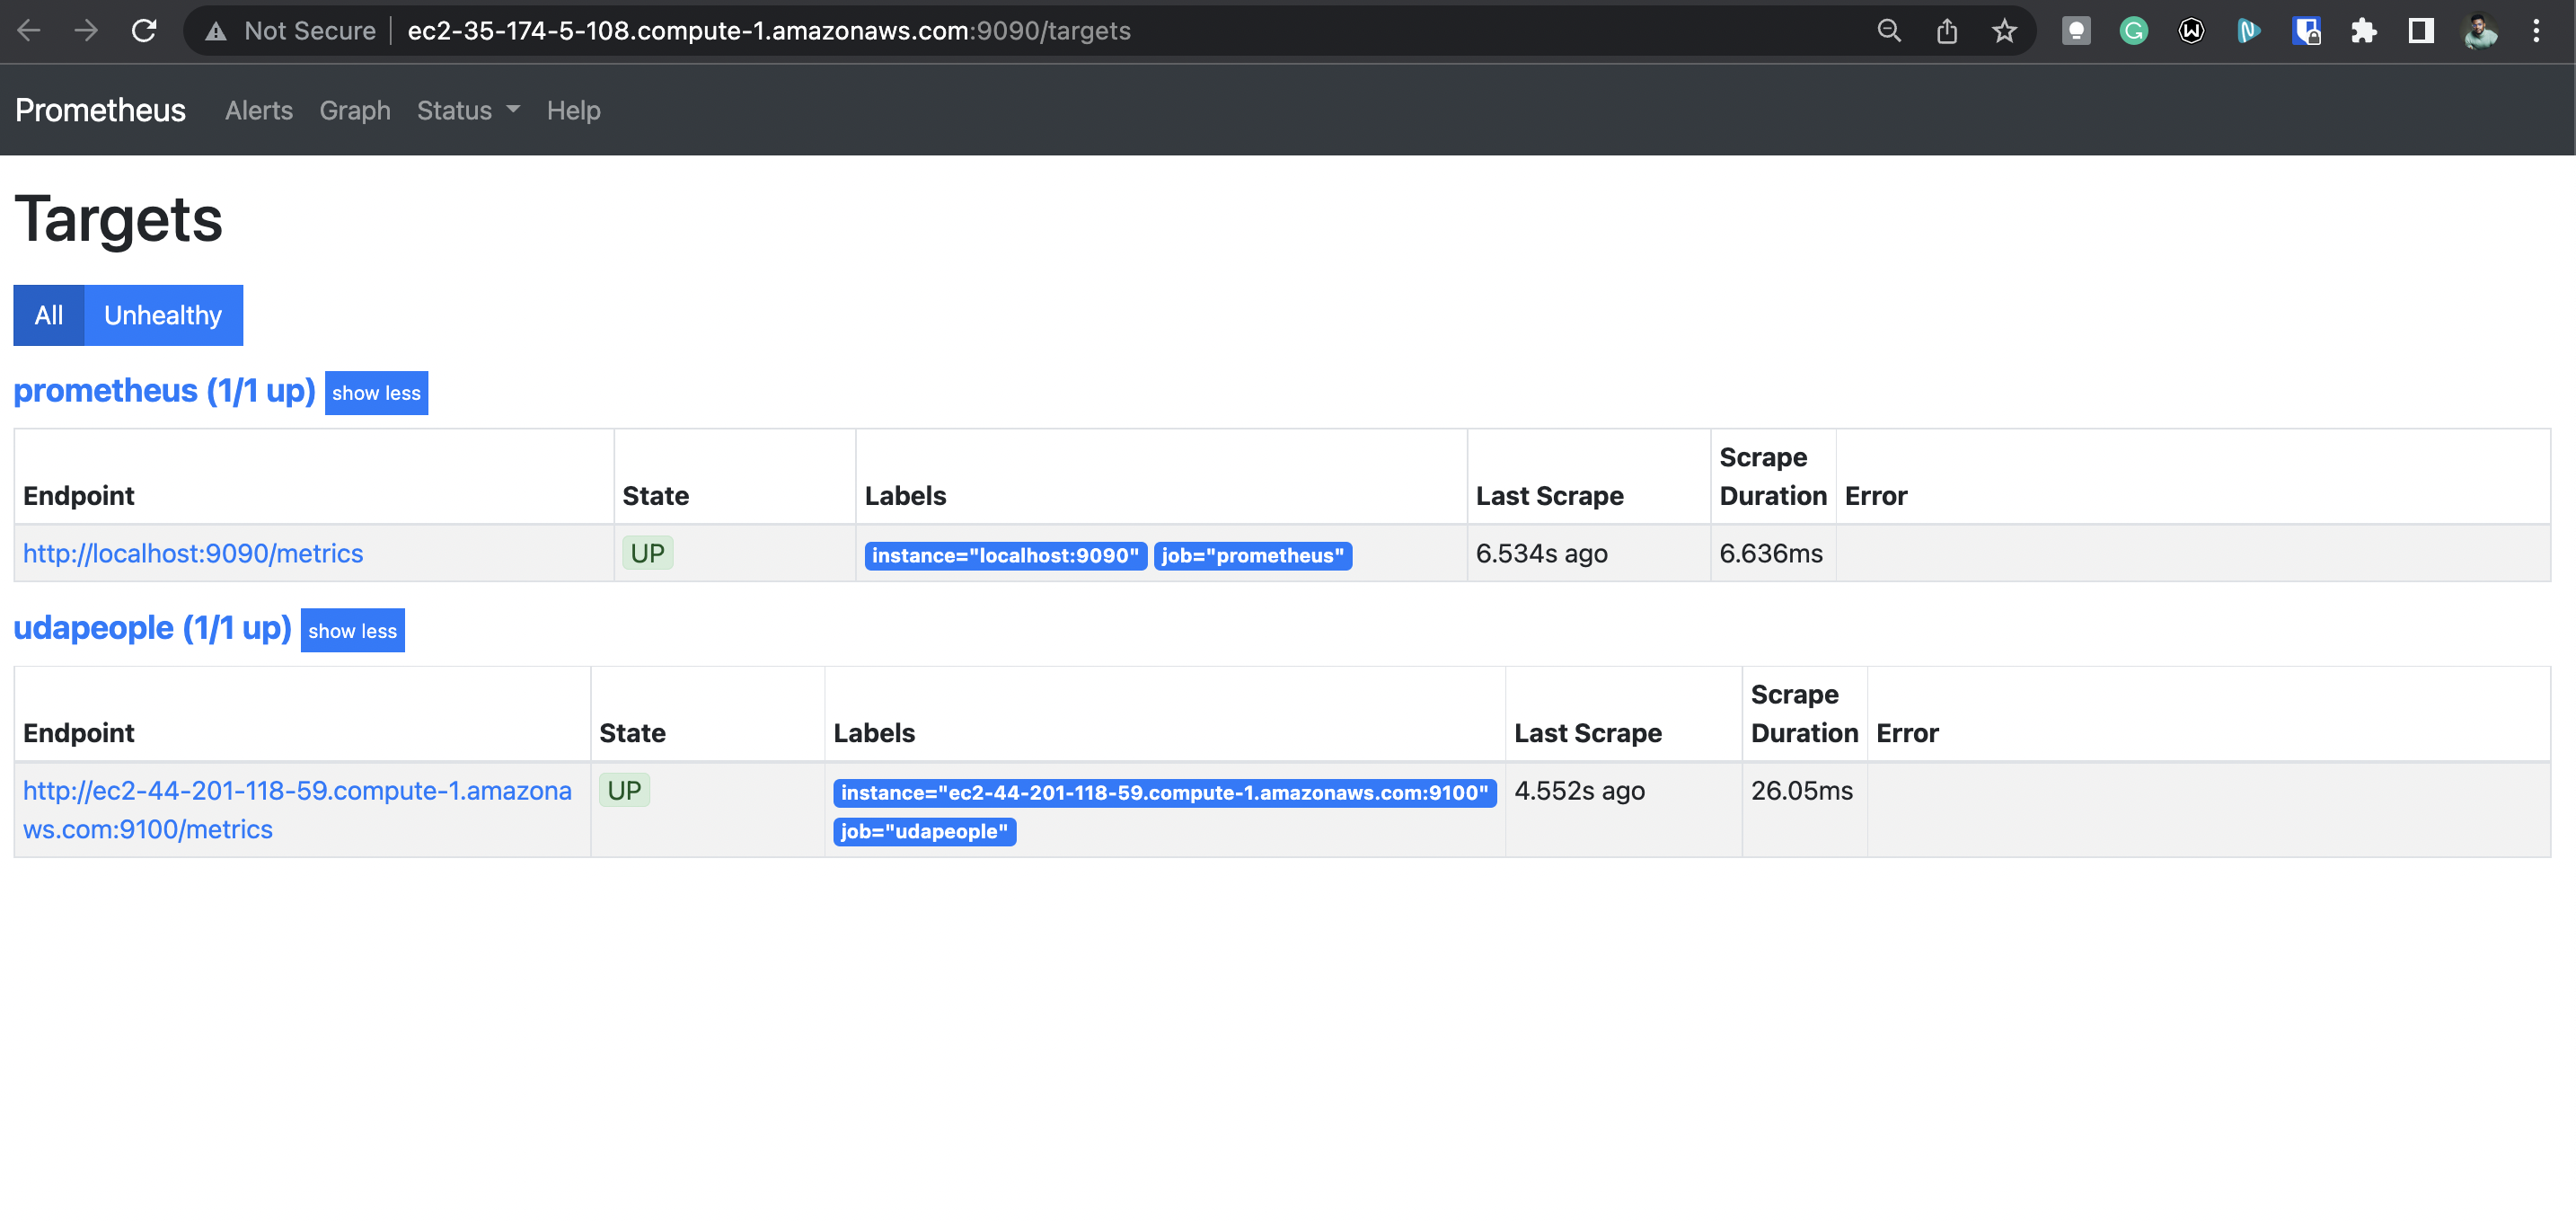 Not Secure ec2-35-174-5-108.compute-1.amazonaws.com:9090/targets
Prometheus Alerts Graph Status Help
Targets
All Unhealthy
prometheus (1/1 up) show less
Endpoint State Labels Last Scrape Scrape Duration Error
http://localhost:9090/metrics UP instance="localhost:9090" job="prometheus" 6.534s ago 6.636ms
udapeople (1/1 up) show less
Endpoint State Labels Last Scrape Scrape Duration Error
http://ec2-44-201-118-59.compute-1.amazona UP instance="ec2-44-201-118-59.compute-1.amazonaws.com:9100" 4.552s ago 26.05ms
ws.com:9100/metrics job="udapeople"